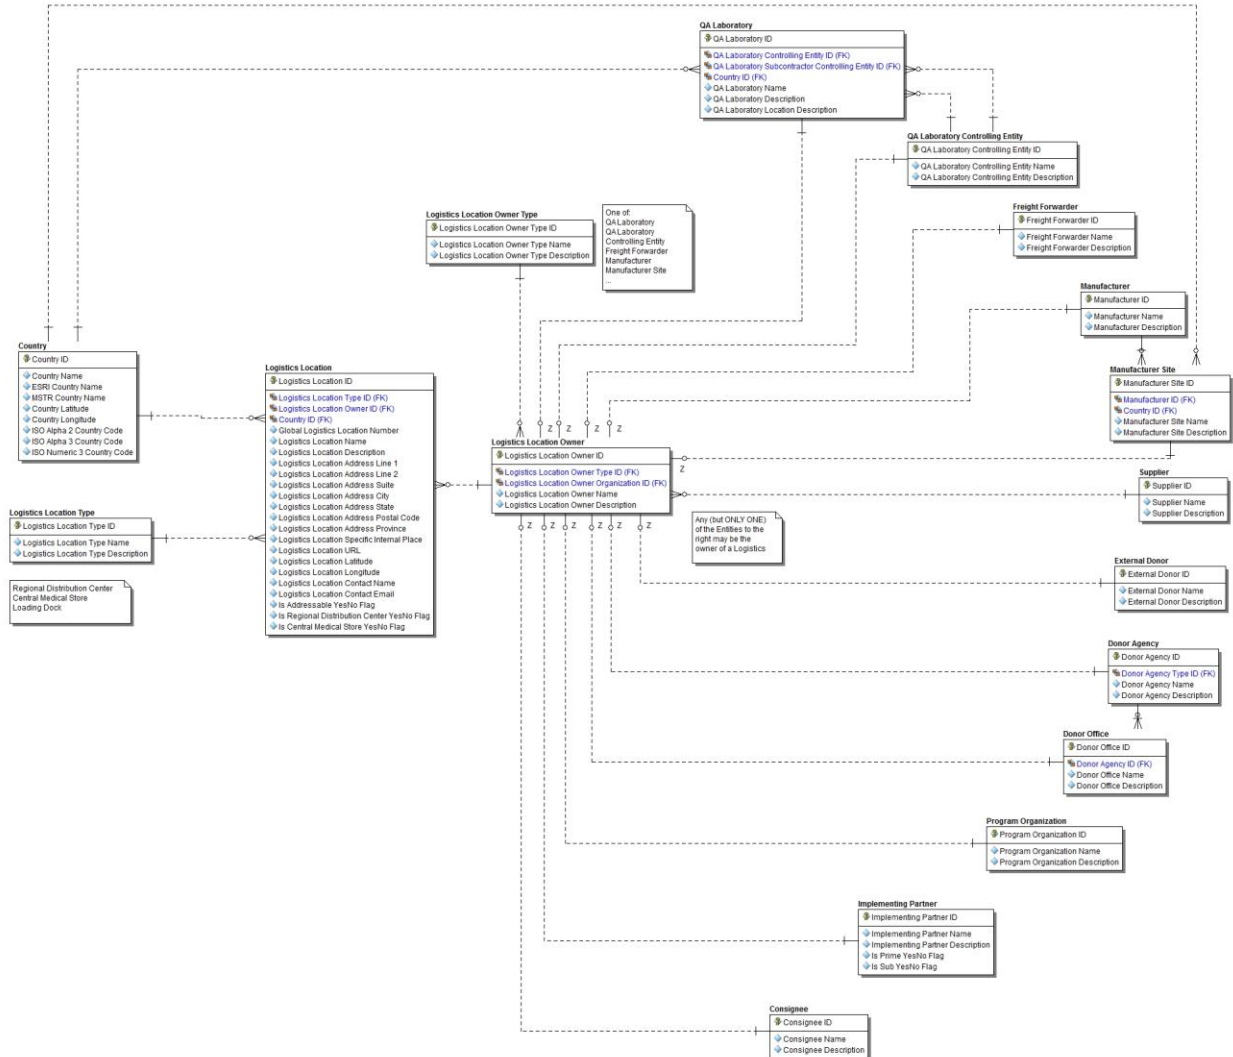 QA Laboratory
QA Laboratory ID
QA Laboratory Controlling Entity ID (FK)
QA Laboratory Subcontractor Controlling Entity ID (FK)
Country ID (FK)
QA Laboratory Name
QA Laboratory Description
QA Laboratory Location Description
QA Laboratory Controlling Entity
QA Laboratory Controlling Entity ID
QA Laboratory Controlling Entity Name
QA Laboratory Controlling Entity Description
Logistics Location Owner Type
Logistics Location Owner Type ID
Logistics Location Owner Type Name
Logistics Location Owner Type Description
One of:
QA Laboratory
QA Laboratory
Controlling Entity
Freight Forwarder
Manufacturer
Manufacturer Site
...
Freight Forwarder
Freight Forwarder ID
Freight Forwarder Name
Freight Forwarder Description
Manufacturer
Manufacturer ID
Manufacturer Name
Manufacturer Description
Country
Country ID
Country Name
ESRI Country Name
MSTR Country Name
Country Latitude
Country Longitude
ISO Alpha 2 Country Code
ISO Alpha 3 Country Code
ISO Numeric 3 Country Code
Logistics Location
Logistics Location ID
Logistics Location Type ID (FK)
Logistics Location Owner ID (FK)
Country ID (FK)
Global Logistics Location Number
Logistics Location Name
Logistics Location Description
Logistics Location Address Line 1
Logistics Location Address Line 2
Logistics Location Address Suite
Logistics Location Address City
Logistics Location Address State
Logistics Location Address Postal Code
Logistics Location Address Province
Logistics Location Specific Internal Place
Logistics Location URL
Logistics Location Latitude
Logistics Location Longitude
Logistics Location Contact Name
Logistics Location Contact Email
Is Addressable YesNo Flag
Is Regional Distribution Center YesNo Flag
Is Central Medical Store YesNo Flag
Manufacturer Site
Manufacturer Site ID
Manufacturer ID (FK)
Country ID (FK)
Manufacturer Site Name
Manufacturer Site Description
Z Z Z Z
Logistics Location Owner
Logistics Location Owner ID
Logistics Location Owner Type ID (FK)
Logistics Location Owner Organization ID (FK)
Logistics Location Owner Name
Logistics Location Owner Description
Z
Z Z Z Z Z Z
Supplier
Supplier ID
Supplier Name
Supplier Description
Logistics Location Type
Logistics Location Type ID
Logistics Location Type Name
Logistics Location Type Description
Any (but ONLY ONE)
of the Entities to the
right may be the
owner of a Logistics
Regional Distribution Center
Central Medical Store
Loading Dock
External Donor
External Donor ID
External Donor Name
External Donor Description
Donor Agency
Donor Agency ID
Donor Agency Type ID (FK)
Donor Agency Name
Donor Agency Description
Donor Office
Donor Office ID
Donor Agency ID (FK)
Donor Office Name
Donor Office Description
Program Organization
Program Organization ID
Program Organization Name
Program Organization Description
Implementing Partner
Implementing Partner ID
Implementing Partner Name
Implementing Partner Description
Is Prime YesNo Flag
Is Sub YesNo Flag
Consignee
Consignee ID
Consignee Name
Consignee Description